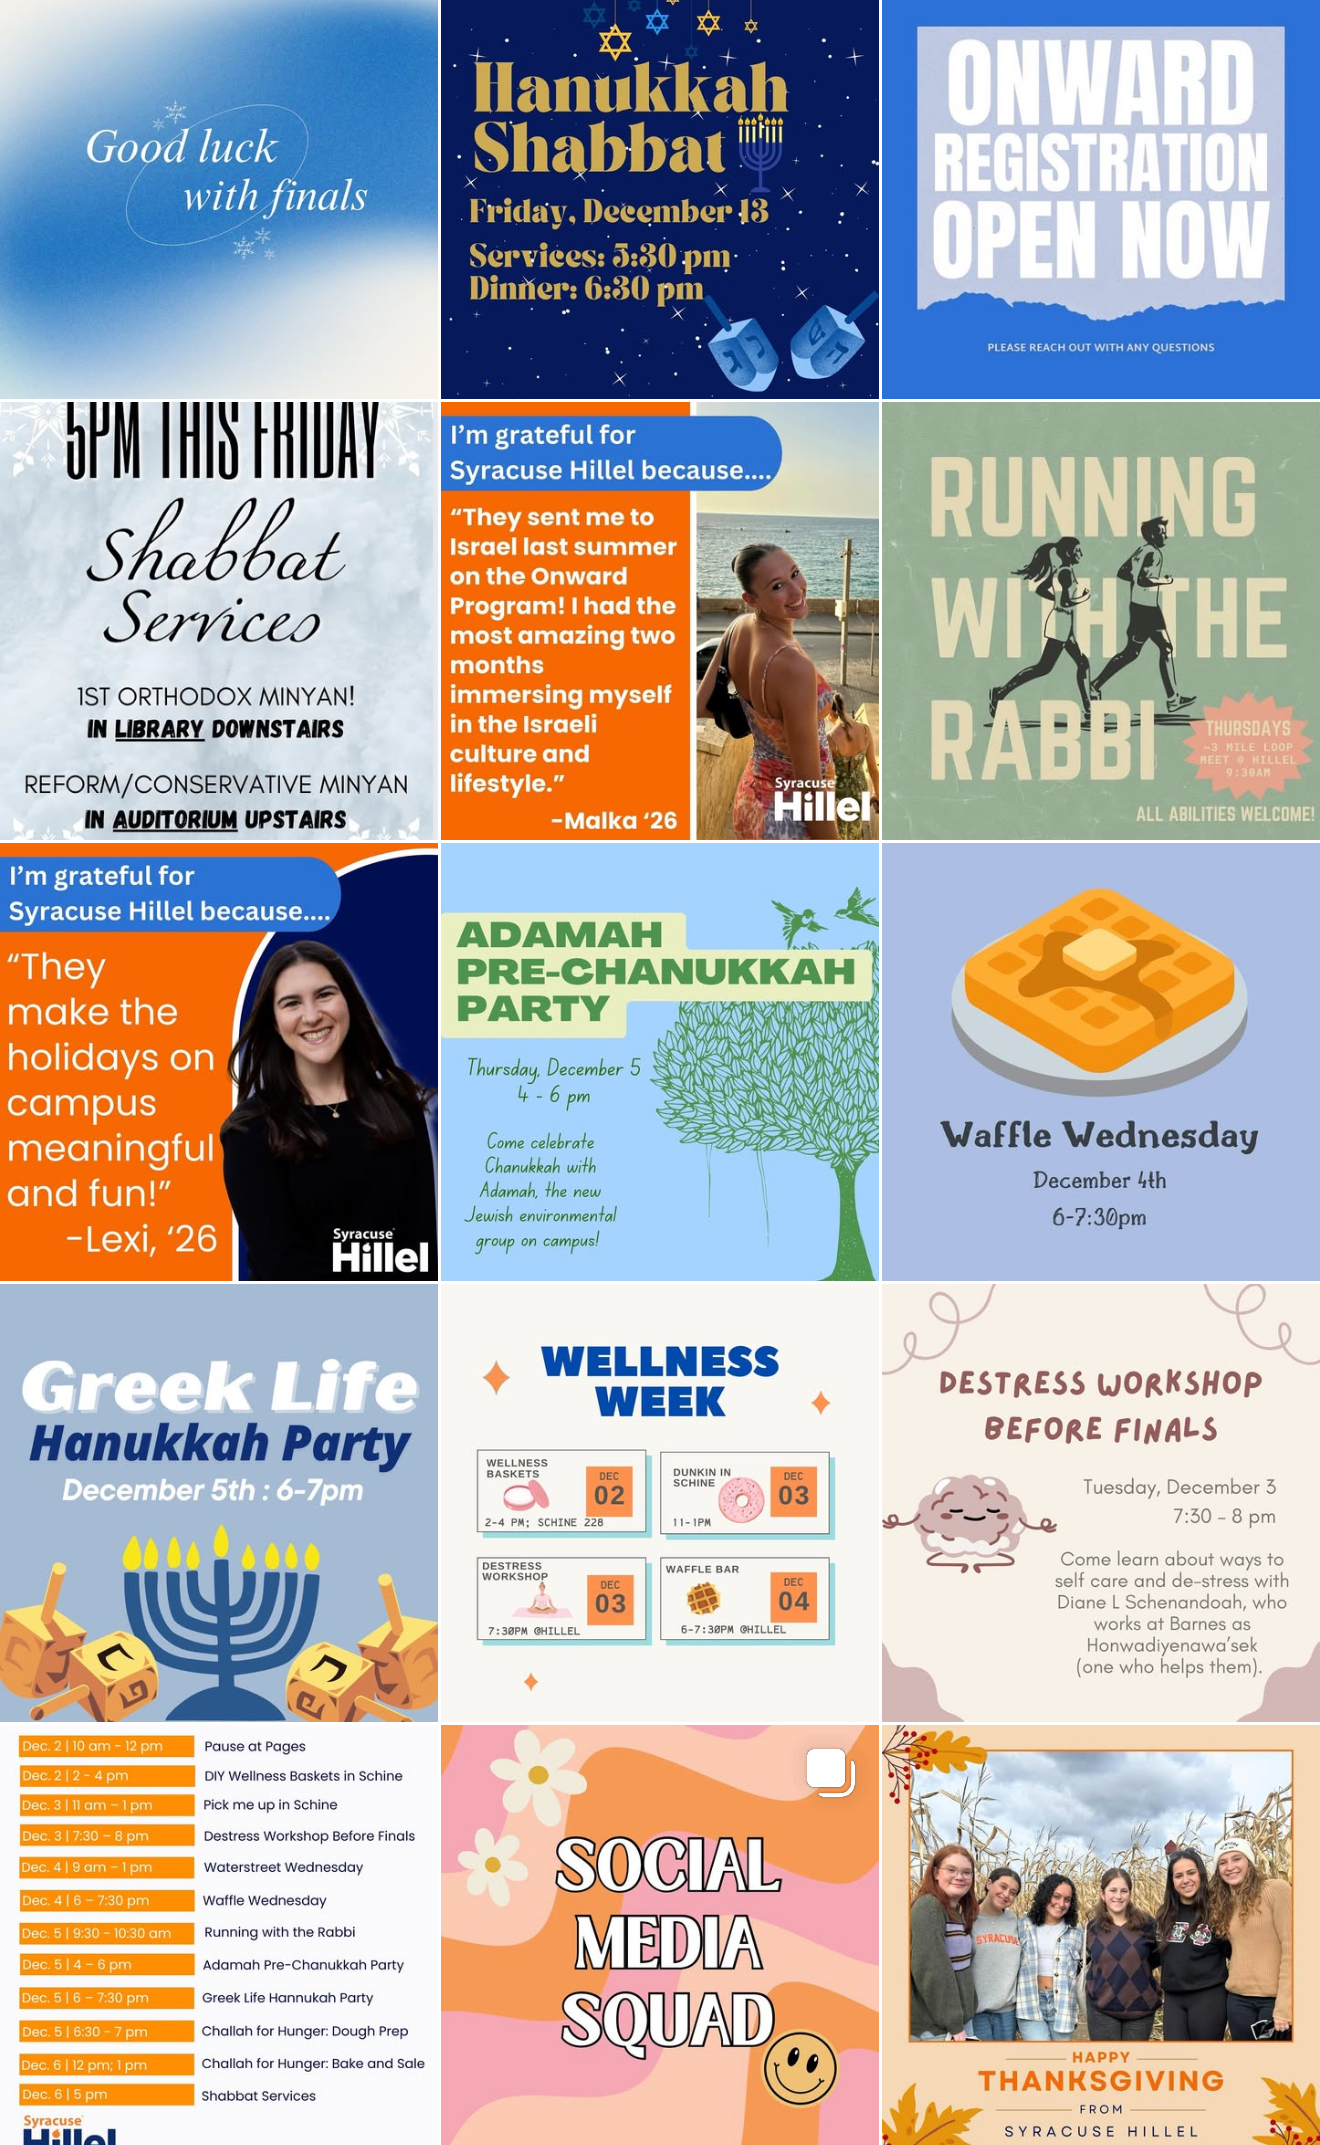 Good luck
with finals
Hanukkah
Shabbat
Friday, December 13
Services: 5:30 pm
Dinner: 6:30 pm
ONWARD
REGISTRATION
OPEN NOW
PLEASE REACH OUT WITH ANY QUESTIONS
5PM THIS FRIDAY
Shabbat
Services
1ST ORTHODOX MINYAN!
IN LIBRARY DOWNSTAIRS
REFORM/CONSERVATIVE MINYAN
IN AUDITORIUM UPSTAIRS
I'm grateful for
Syracuse Hillel because....
“They sent me to
Israel last summer
on the Onward
Program! I had the
most amazing two
months
immersing myself
in the Israeli
culture and
lifestyle.”
-Malka ‘26
Syracuse
Hillel
RUNNING
WITH THE
RABBI
THURSDAYS
~3 MILE LOOP
MEET @ HILLEL
9:30AM
ALL ABILITIES WELCOME!
I'm grateful for
Syracuse Hillel because....
“They
make the
holidays on
campus
meaningful
and fun!”
-Lexi, ‘26
Syracuse
Hillel
ADAMAH
PRE-CHANUKKAH
PARTY
Thursday, December 5
4 - 6 pm
Come celebrate
Chanukkah with
Adamah, the new
Jewish environmental
group on campus!
Waffle Wednesday
December 4th
6-7:30pm
Greek Life
Hanukkah Party
December 5th : 6-7pm
WELLNESS
WEEK
WELLNESS
BASKETS
DEC
02
2-4 PM; SCHINE 228
DUNKIN IN
SCHINE
DEC
03
11-1PM
DESTRESS
WORKSHOP
DEC
03
7:30PM @HILLEL
WAFFLE BAR
DEC
04
6-7:30PM @HILLEL
DESTRESS WORKSHOP
BEFORE FINALS
Tuesday, December 3
7:30 - 8 pm
Come learn about ways to
self care and de-stress with
Diane L Schenandoah, who
works at Barnes as
Honwadiyenawa'sek
(one who helps them).
Dec. 2 | 10 am - 12 pm Pause at Pages
Dec. 2 | 2 - 4 pm DIY Wellness Baskets in Schine
Dec. 3 | 11 am – 1 pm Pick me up in Schine
Dec. 3 | 7:30 – 8 pm Destress Workshop Before Finals
Dec. 4 | 9 am – 1 pm Waterstreet Wednesday
Dec. 4 | 6 – 7:30 pm Waffle Wednesday
Dec. 5 | 9:30 - 10:30 am Running with the Rabbi
Dec. 5 | 4 – 6 pm Adamah Pre-Chanukkah Party
Dec. 5 | 6 – 7:30 pm Greek Life Hannukah Party
Dec. 5 | 6:30 - 7 pm Challah for Hunger: Dough Prep
Dec. 6 | 12 pm; 1 pm Challah for Hunger: Bake and Sale
Dec. 6 | 5 pm Shabbat Services
Syracuse
Hillel
SOCIAL
MEDIA
SQUAD
SYRACUSE
HAPPY
THANKSGIVING
FROM
SYRACUSE HILLEL